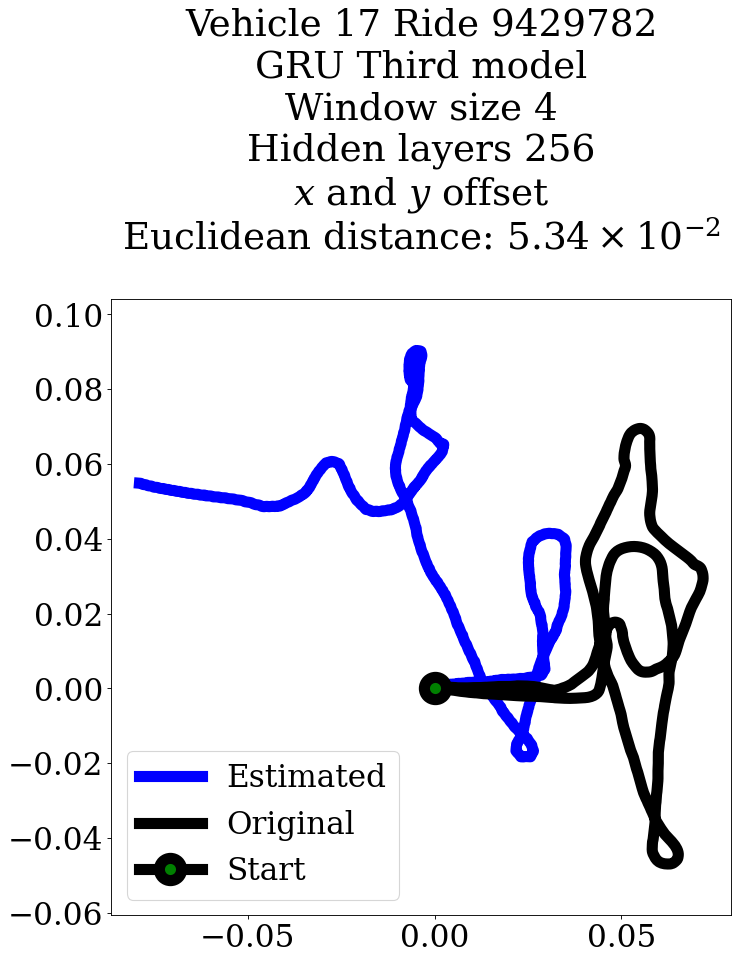 Vehicle 17 Ride 9429782
GRU Third model
Window size 4
Hidden layers 256
x and y offset
Euclidean distance: 5.34 × 10⁻²
0.10
0.08
0.06
0.04
0.02
0.00
−0.02
−0.04
−0.06
Estimated
Original
Start
−0.05 0.00 0.05